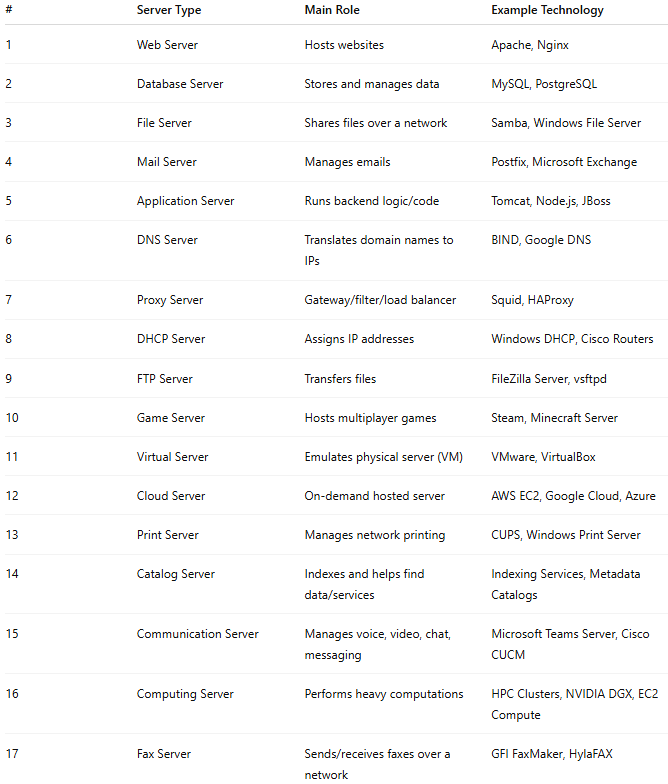 # Server Type Main Role Example Technology
1 Web Server Hosts websites Apache, Nginx
2 Database Server Stores and manages data MySQL, PostgreSQL
3 File Server Shares files over a network Samba, Windows File Server
4 Mail Server Manages emails Postfix, Microsoft Exchange
5 Application Server Runs backend logic/code Tomcat, Node.js, JBoss
6 DNS Server Translates domain names to BIND, Google DNS
IPs
7 Proxy Server Gateway/filter/load balancer Squid, HAProxy
8 DHCP Server Assigns IP addresses Windows DHCP, Cisco Routers
9 FTP Server Transfers files FileZilla Server, vsftpd
10 Game Server Hosts multiplayer games Steam, Minecraft Server
11 Virtual Server Emulates physical server (VM) VMware, VirtualBox
12 Cloud Server On-demand hosted server AWS EC2, Google Cloud, Azure
13 Print Server Manages network printing CUPS, Windows Print Server
14 Catalog Server Indexes and helps find Indexing Services, Metadata
data/services Catalogs
15 Communication Server Manages voice, video, chat, Microsoft Teams Server, Cisco
messaging CUCM
16 Computing Server Performs heavy computations HPC Clusters, NVIDIA DGX, EC2
Compute
17 Fax Server Sends/receives faxes over a GFI FaxMaker, HylaFAX
network